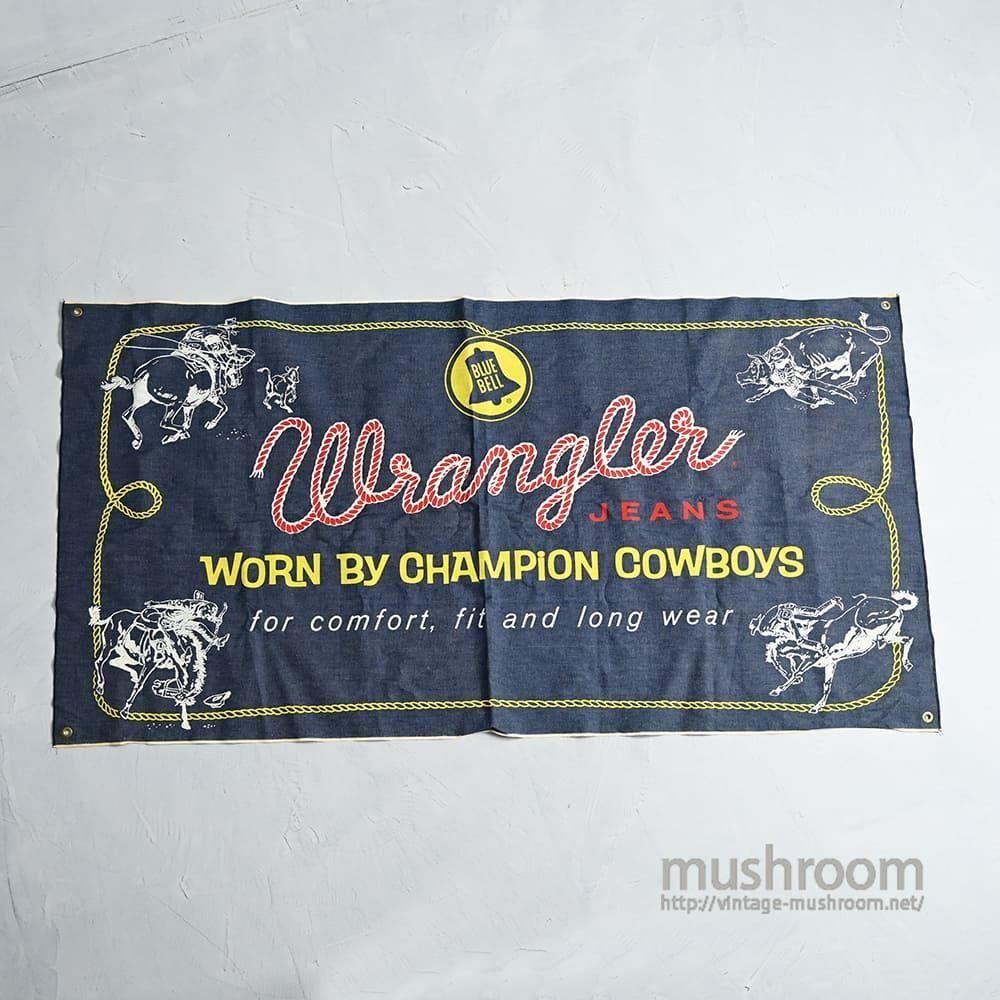 BLUE
BELL
®
Wrangler
JEANS
WORN BY CHAMPiON COWBOYS
for comfort, fit and long wear
mushroom
http://vintage-mushroom.net/